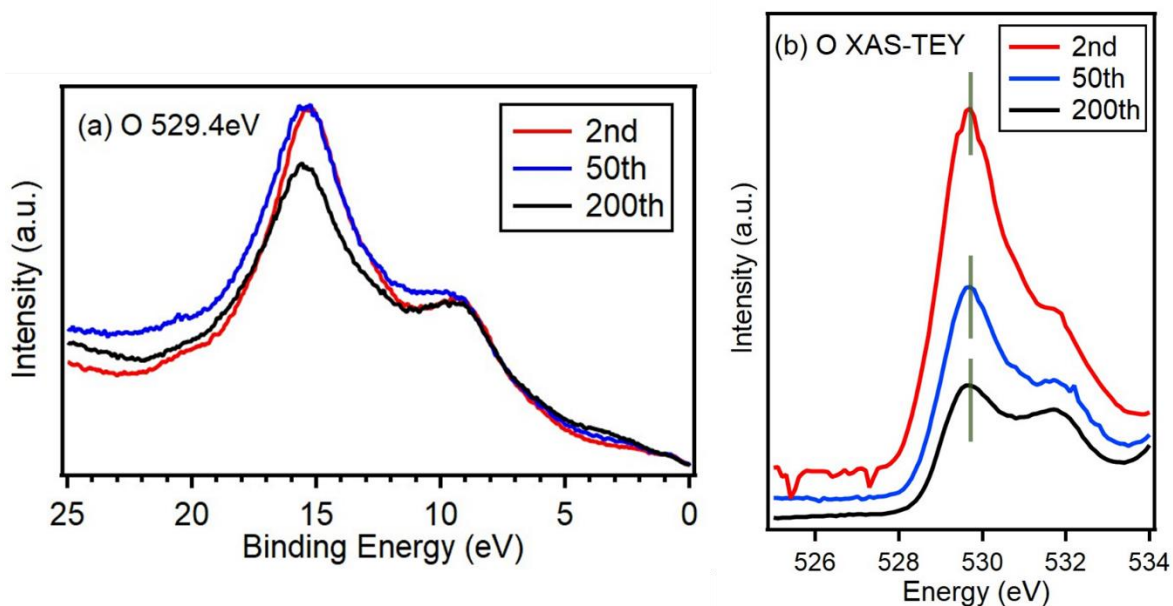 (a) O 529.4eV
2nd
50th
200th
Intensity (a.u.)
25 20 15 10 5 0
Binding Energy (eV)
(b) O XAS-TEY
2nd
50th
200th
Intensity (a.u.)
526 528 530 532 534
Energy (eV)